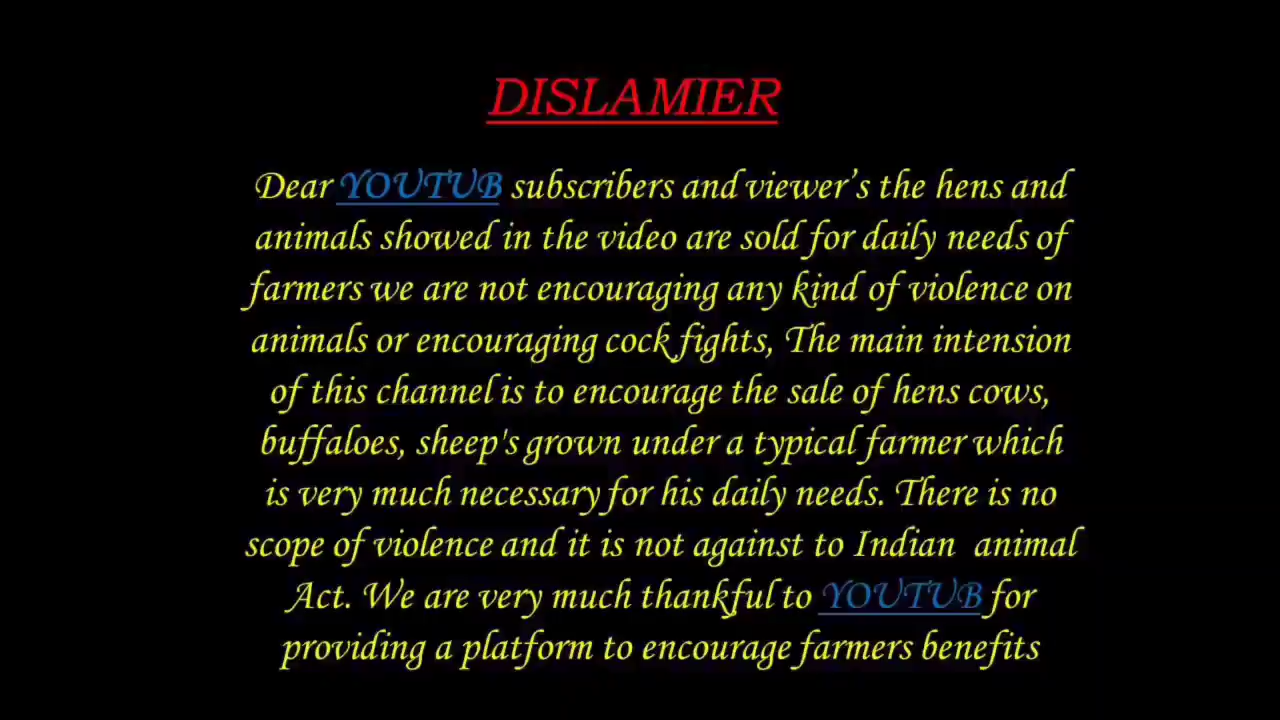 DISLAMIER
Dear YOUTUB subscribers and viewer’s the hens and
animals showed in the video are sold for daily needs of
farmers we are not encouraging any kind of violence on
animals or encouraging cock fights, The main intension
of this channel is to encourage the sale of hens cows,
buffaloes, sheep's grown under a typical farmer which
is very much necessary for his daily needs. There is no
scope of violence and it is not against to Indian  animal
Act. We are very much thankful to YOUTUB for
providing a platform to encourage farmers benefits